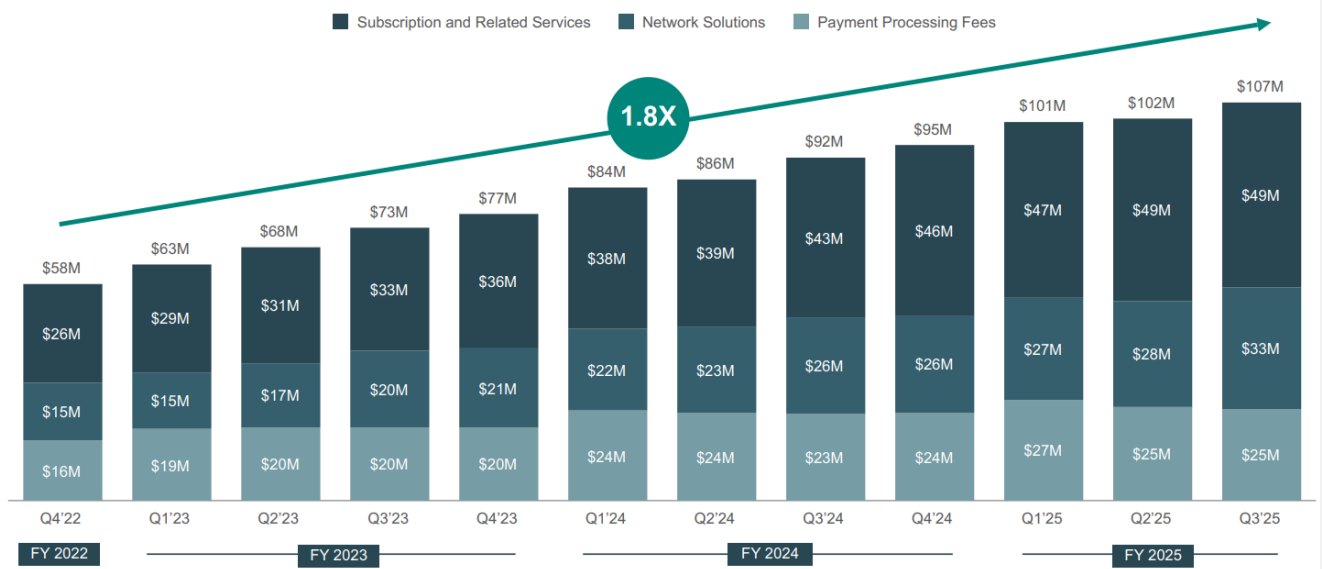 Subscription and Related Services Network Solutions Payment Processing Fees
1.8X
$58M $63M $68M $73M $77M $84M $86M $92M $95M $101M $102M $107M
$26M $29M $31M $33M $36M $38M $39M $43M $46M $47M $49M $49M
$15M $15M $17M $20M $21M $22M $23M $26M $26M $27M $28M $33M
$16M $19M $20M $20M $20M $24M $24M $23M $24M $27M $25M $25M
Q4'22 Q1'23 Q2'23 Q3'23 Q4'23 Q1'24 Q2'24 Q3'24 Q4'24 Q1'25 Q2'25 Q3'25
FY 2022 FY 2023 FY 2024 FY 2025